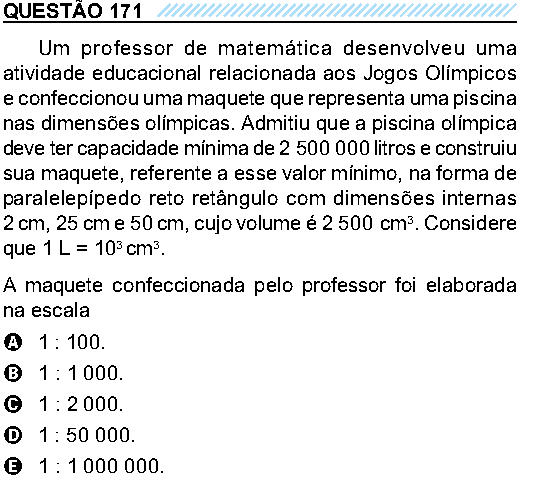 QUESTÃO 171
Um professor de matemática desenvolveu uma
atividade educacional relacionada aos Jogos Olímpicos
e confeccionou uma maquete que representa uma piscina
nas dimensões olímpicas. Admitiu que a piscina olímpica
deve ter capacidade mínima de 2 500 000 litros e construiu
sua maquete, referente a esse valor mínimo, na forma de
paralelepípedo reto retângulo com dimensões internas
2 cm, 25 cm e 50 cm, cujo volume é 2 500 cm³. Considere
que 1 L = 10³ cm³.
A maquete confeccionada pelo professor foi elaborada
na escala
A 1 : 100.
B 1 : 1 000.
C 1 : 2 000.
D 1 : 50 000.
E 1 : 1 000 000.